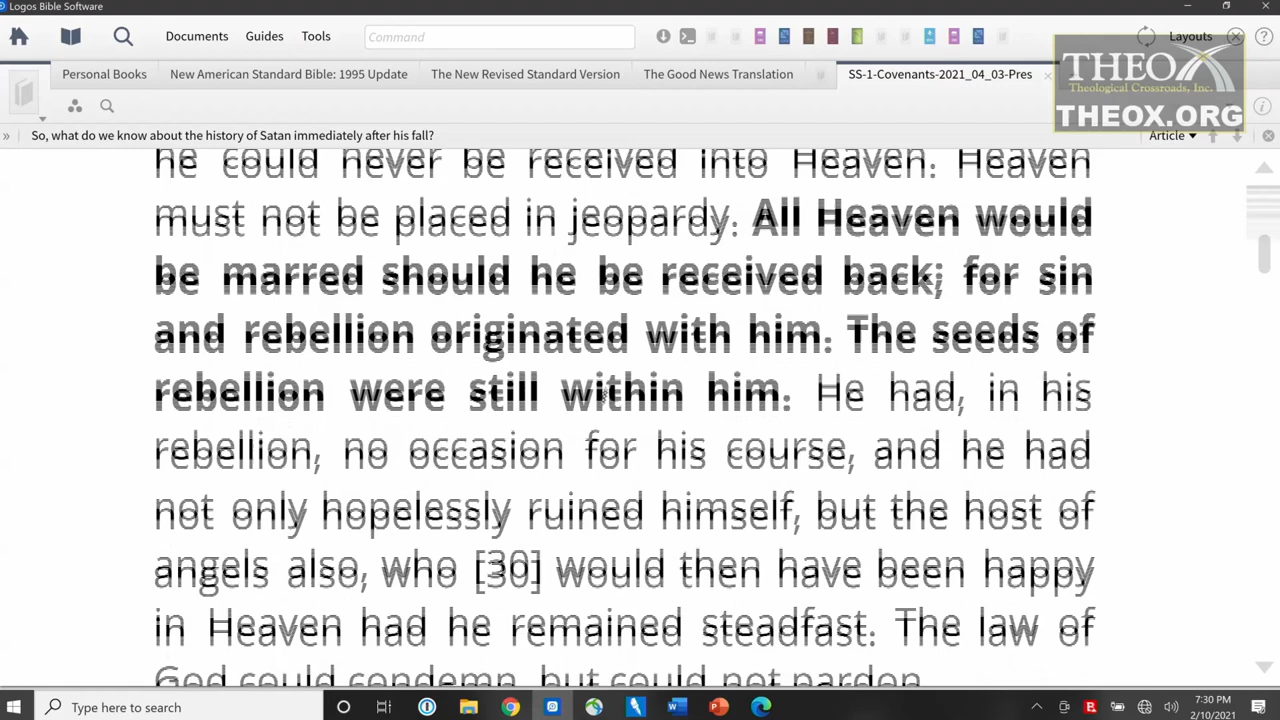 Logos Bible Software
Documents Guides Tools Command Layouts
Personal Books New American Standard Bible: 1995 Update The New Revised Standard Version The Good News Translation SS-1-Covenants-2021_04_03-Pres
THEOX
Theological Crossroads, Inc.
THEOX.ORG
So, what do we know about the history of Satan immediately after his fall? Article
he could never be received into Heaven. Heaven
must not be placed in jeopardy. All Heaven would
be marred should he be received back; for sin
and rebellion originated with him. The seeds of
rebellion were still within him. He had, in his
rebellion, no occasion for his course, and he had
not only hopelessly ruined himself, but the host of
angels also, who [30] would then have been happy
in Heaven had he remained steadfast. The law of
God could condemn, but could not pardon.
Type here to search
7:30 PM
2/10/2021